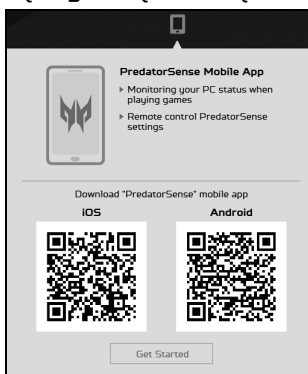 PredatorSense Mobile App
Monitoring your PC status when
playing games
Remote control PredatorSense
settings
Download "PredatorSense" mobile app
iOS Android
Get Started